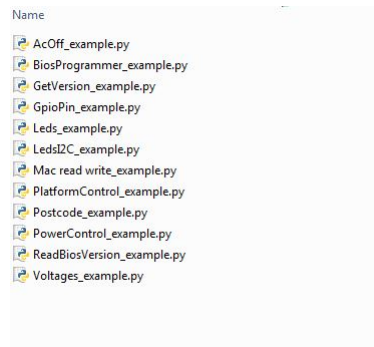 Name
AcOff_example.py
BiosProgrammer_example.py
GetVersion_example.py
GpioPin_example.py
Leds_example.py
LedsI2C_example.py
Mac read write_example.py
PlatformControl_example.py
Postcode_example.py
PowerControl_example.py
ReadBiosVersion_example.py
Voltages_example.py